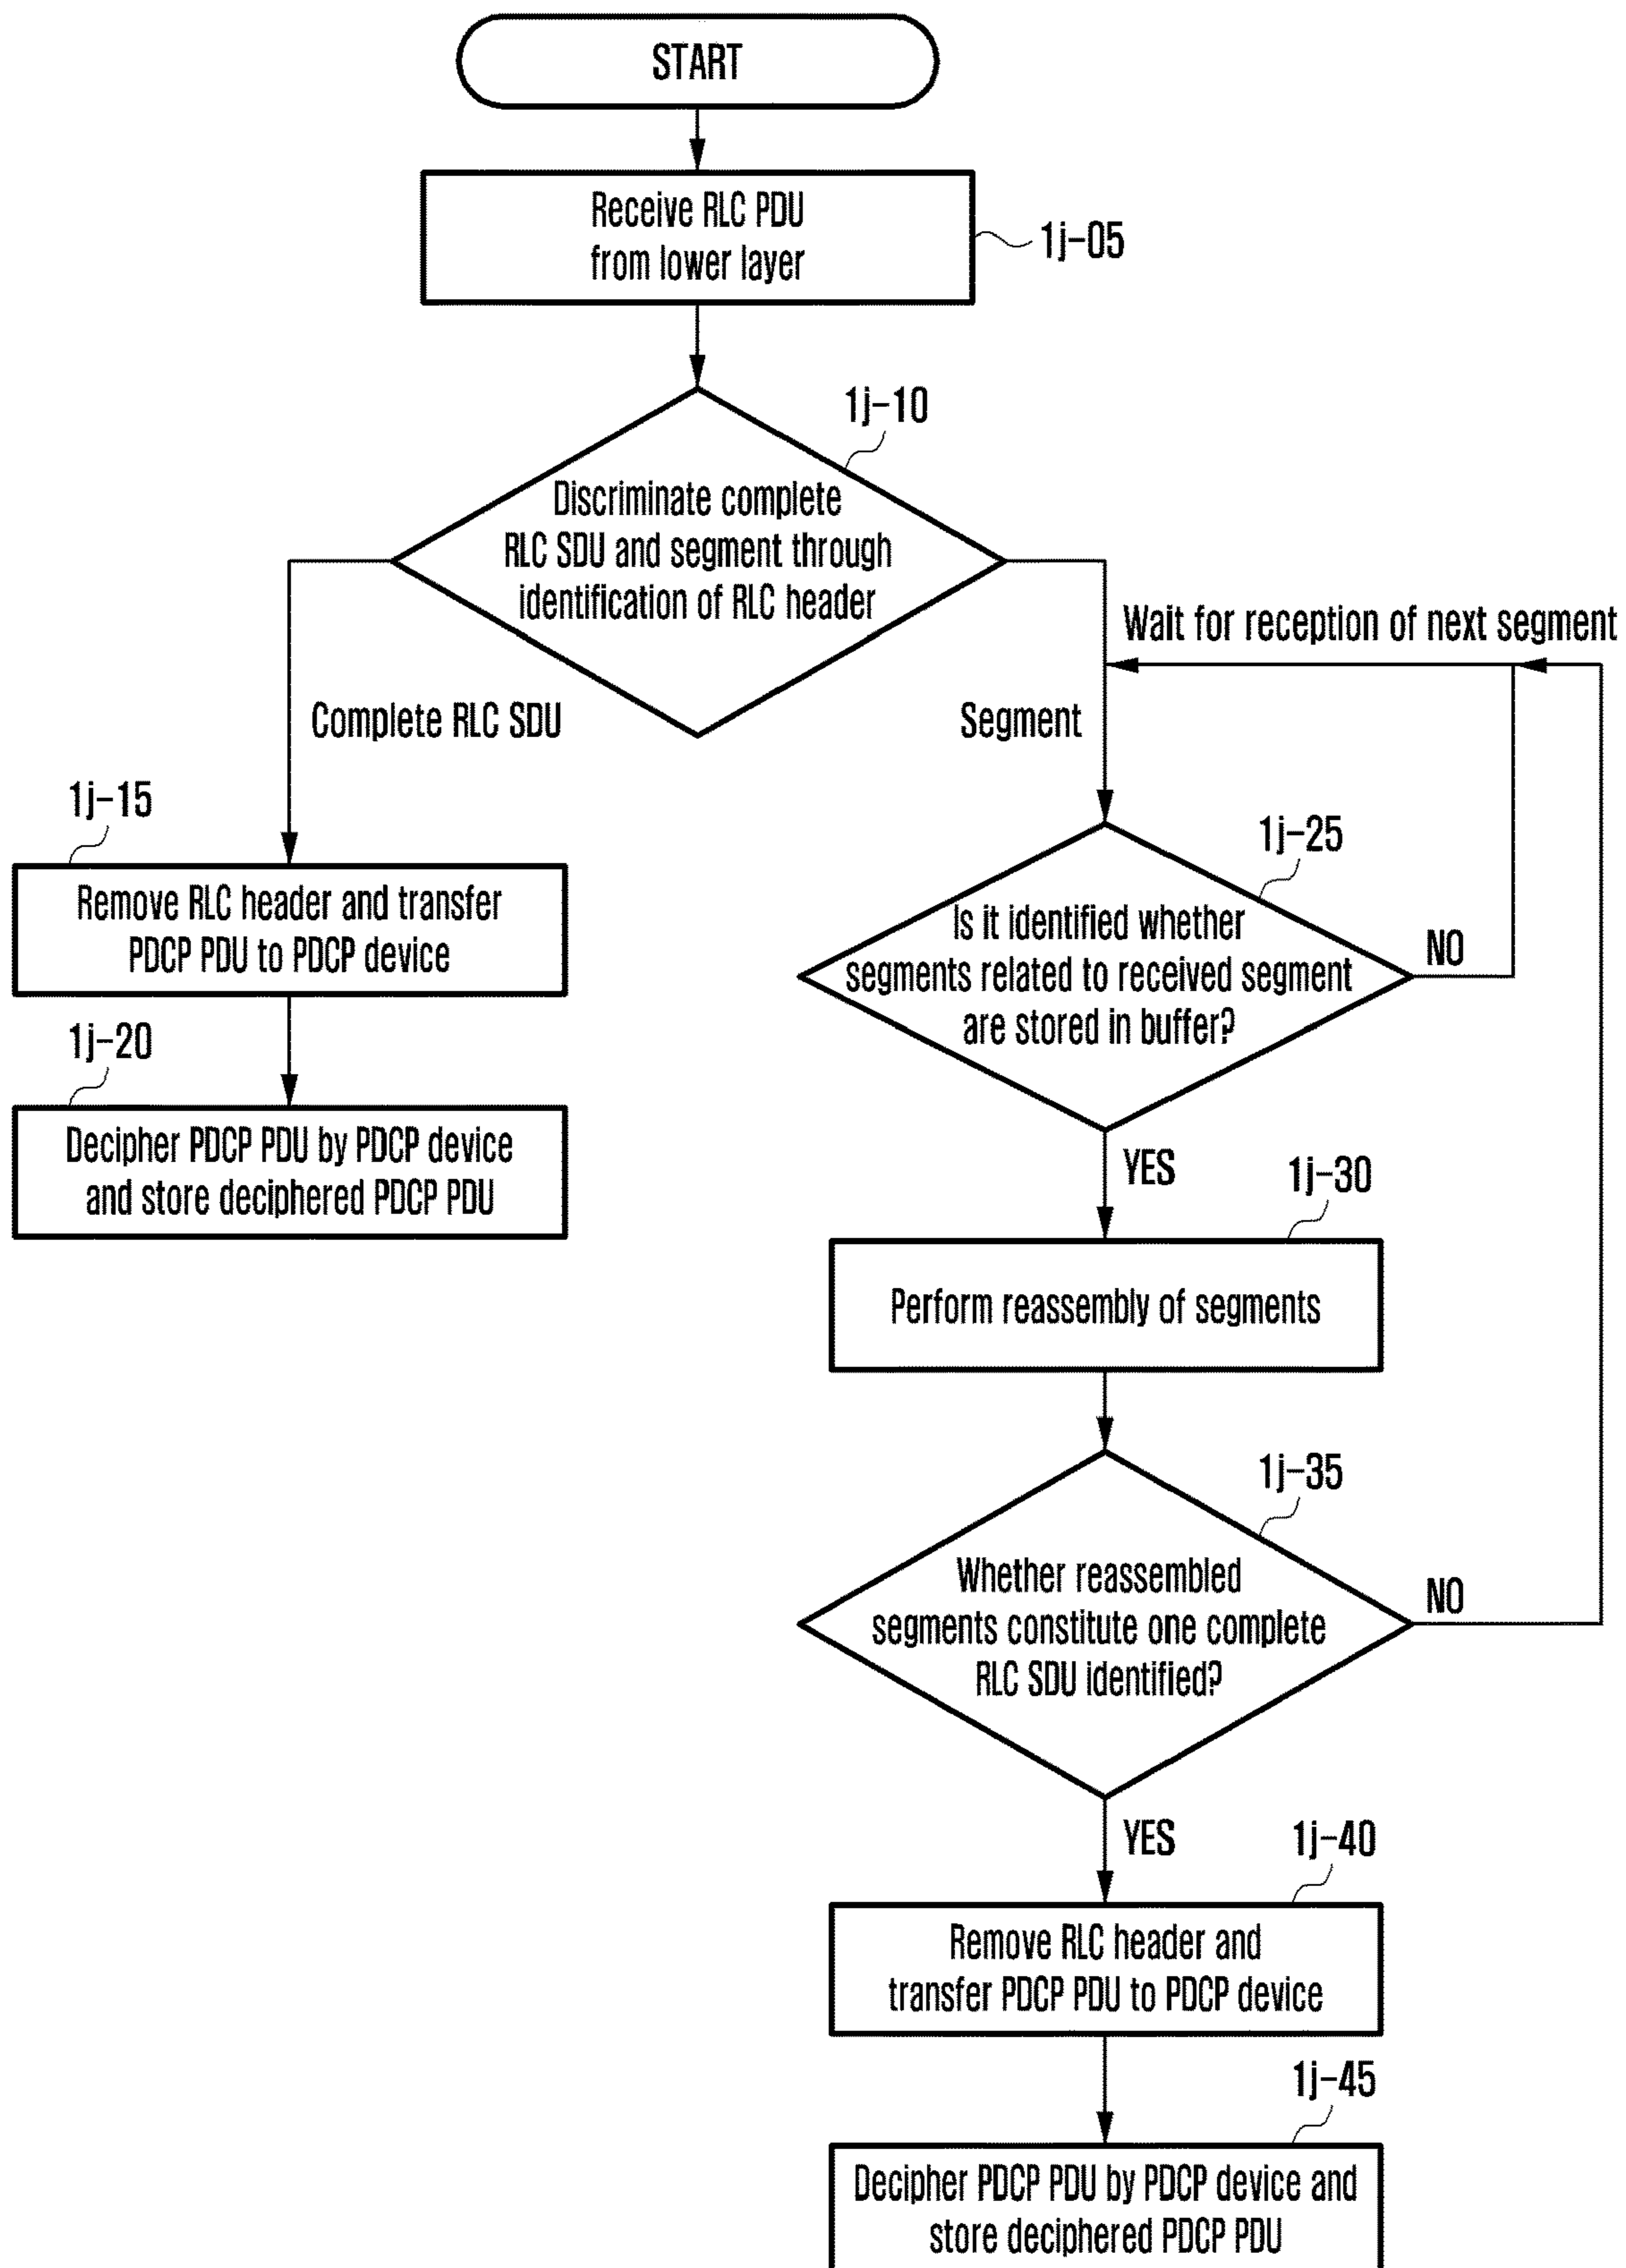 START
Receive RLC PDU
from lower layer
1j-05
1j-10
Discriminate complete
RLC SDU and segment through
identification of RLC header
Wait for reception of next segment
Complete RLC SDU
Segment
1j-15
Remove RLC header and transfer
PDCP PDU to PDCP device
1j-20
Decipher PDCP PDU by PDCP device
and store deciphered PDCP PDU
1j-25
Is it identified whether
segments related to received segment
are stored in buffer?
NO
YES
1j-30
Perform reassembly of segments
1j-35
Whether reassembled
segments constitute one complete
RLC SDU identified?
NO
YES
1j-40
Remove RLC header and
transfer PDCP PDU to PDCP device
1j-45
Decipher PDCP PDU by PDCP device and
store deciphered PDCP PDU